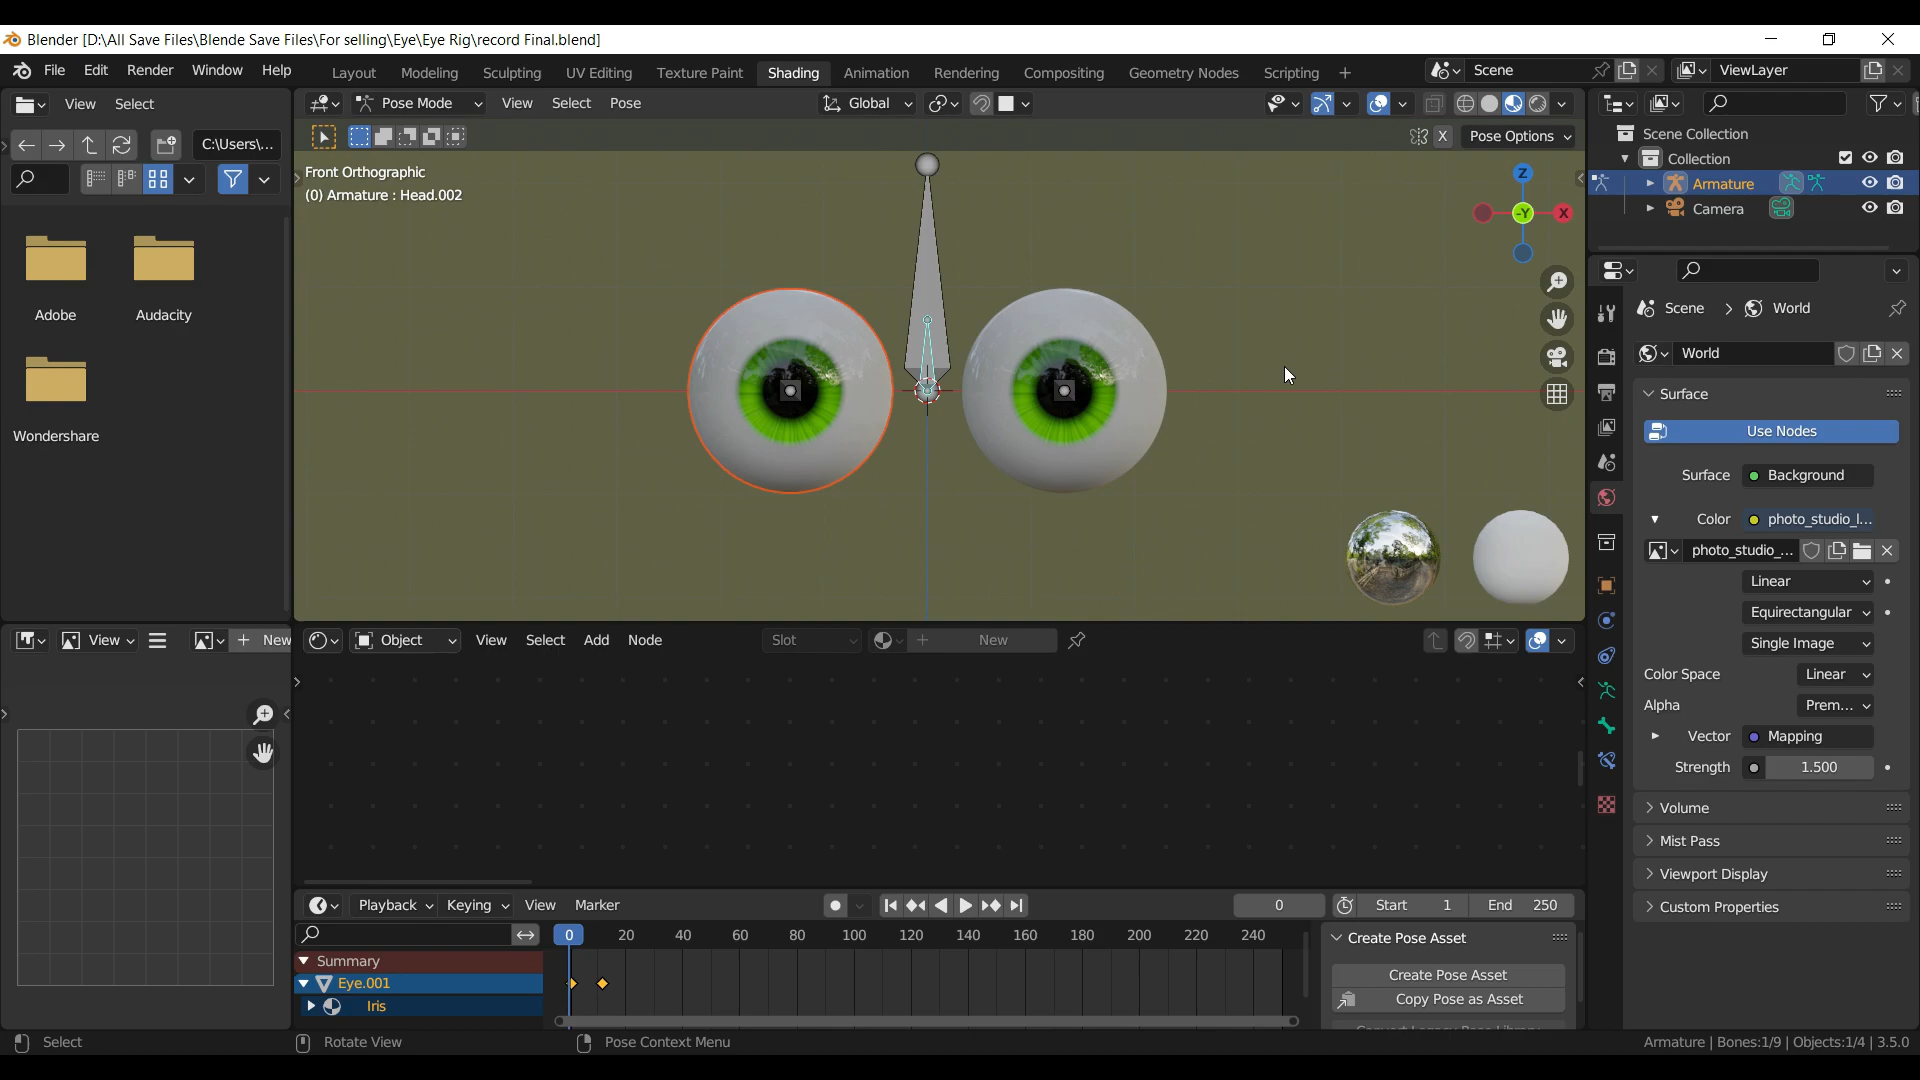 Blender [D:\All Save Files\Blende Save Files\For selling\Eye\Eye Rig\record Final.blend]
File Edit Render Window Help Layout Modeling Sculpting UV Editing Texture Paint Shading Animation Rendering Compositing Geometry Nodes Scripting + Scene ViewLayer
View Select
C:\Users\...
Adobe Audacity
Wondershare
Pose Mode View Select Pose Global
X Pose Options
Front Orthographic
(0) Armature : Head.002
Z
-Y X
Scene Collection
Collection
Armature
Camera
Scene > World
World
Surface
Use Nodes
Surface Background
Color photo_studio_l...
photo_studio_...
Linear
Equirectangular
Single Image
Color Space Linear
Alpha Prem...
Vector Mapping
Strength 1.500
Volume
Mist Pass
Viewport Display
Custom Properties
View + New
Object View Select Add Node Slot + New
Playback Keying View Marker 0 Start 1 End 250
0 20 40 60 80 100 120 140 160 180 200 220 240
Summary
Eye.001
Iris
Create Pose Asset
Create Pose Asset
Copy Pose as Asset
Select Rotate View Pose Context Menu Armature | Bones:1/9 | Objects:1/4 | 3.5.0